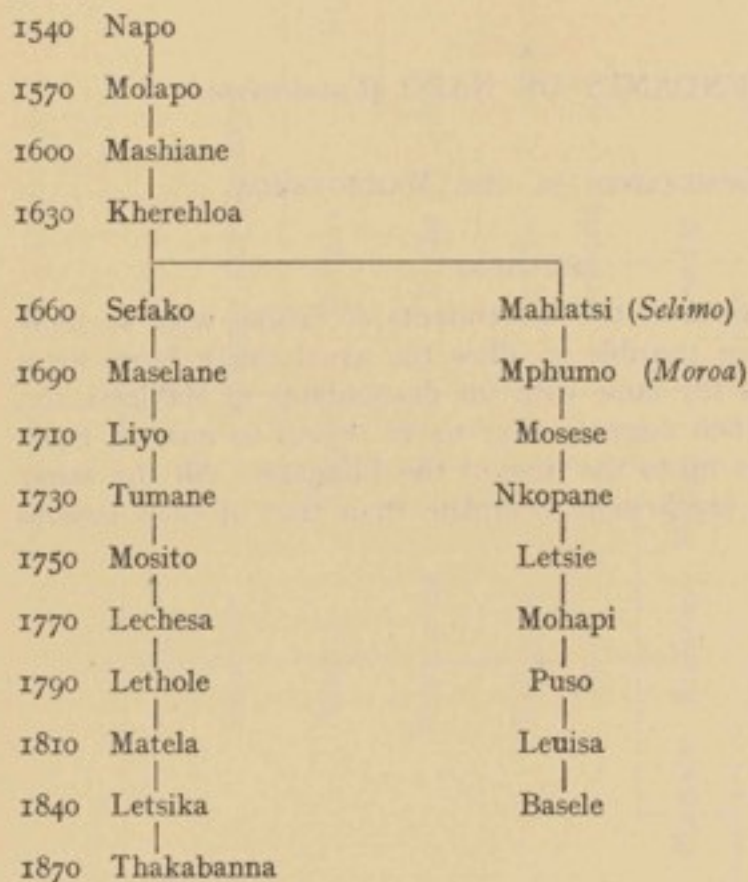 1540 Napo
1570 Molapo
1600 Mashiane
1630 Kherehloa
1660 Sefako Mahlatsi (Selimo)
1690 Maselane Mphumo (Moroa)
1710 Liyo Mosese
1730 Tumane Nkopane
1750 Mosito Letsie
1770 Lechesa Mohapi
1790 Lethole Puso
1810 Matela Leuisa
1840 Letsika Basele
1870 Thakabanna